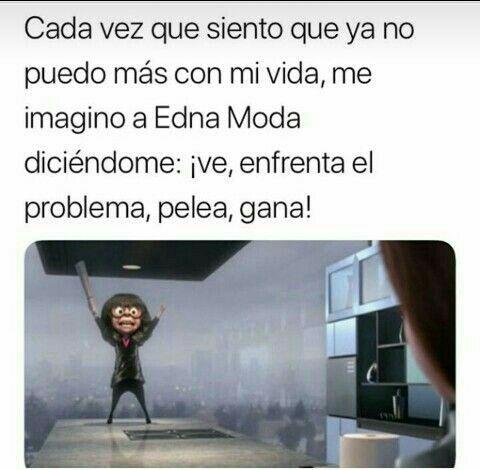 Cada vez que siento que ya no
puedo más con mi vida, me
imagino a Edna Moda
diciéndome: ¡ve, enfrenta el
problema, pelea, gana!